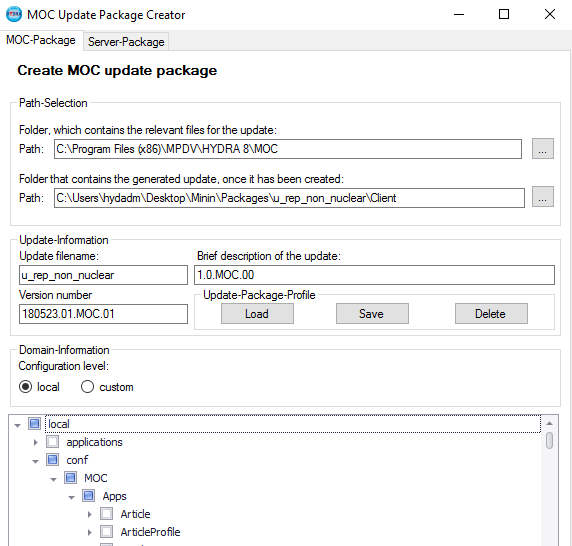 MOC Update Package Creator
MOC-Package Server-Package
Create MOC update package
Path-Selection
Folder, which contains the relevant files for the update:
Path: C:\Program Files (x86)\MPDV\HYDRA 8\MOC ...
Folder that contains the generated update, once it has been created:
Path: C:\Users\hydadm\Desktop\Minin\Packages\u_rep_non_nuclear\Client ...
Update-Information
Update filename: Brief description of the update:
u_rep_non_nuclear 1.0.MOC.00
Version number Update-Package-Profile
180523.01.MOC.01 Load Save Delete
Domain-Information
Configuration level:
local custom
local
applications
conf
MOC
Apps
Article
ArticleProfile